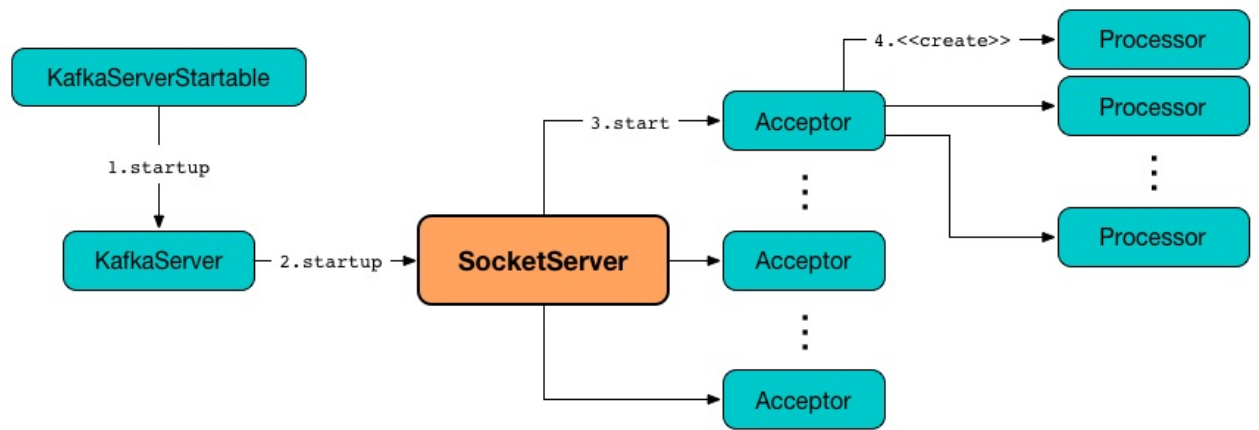 4.<<create>>
Processor
KafkaServerStartable
Processor
3.start
Acceptor
1.startup
Processor
KafkaServer
2.startup
SocketServer
Acceptor
Acceptor